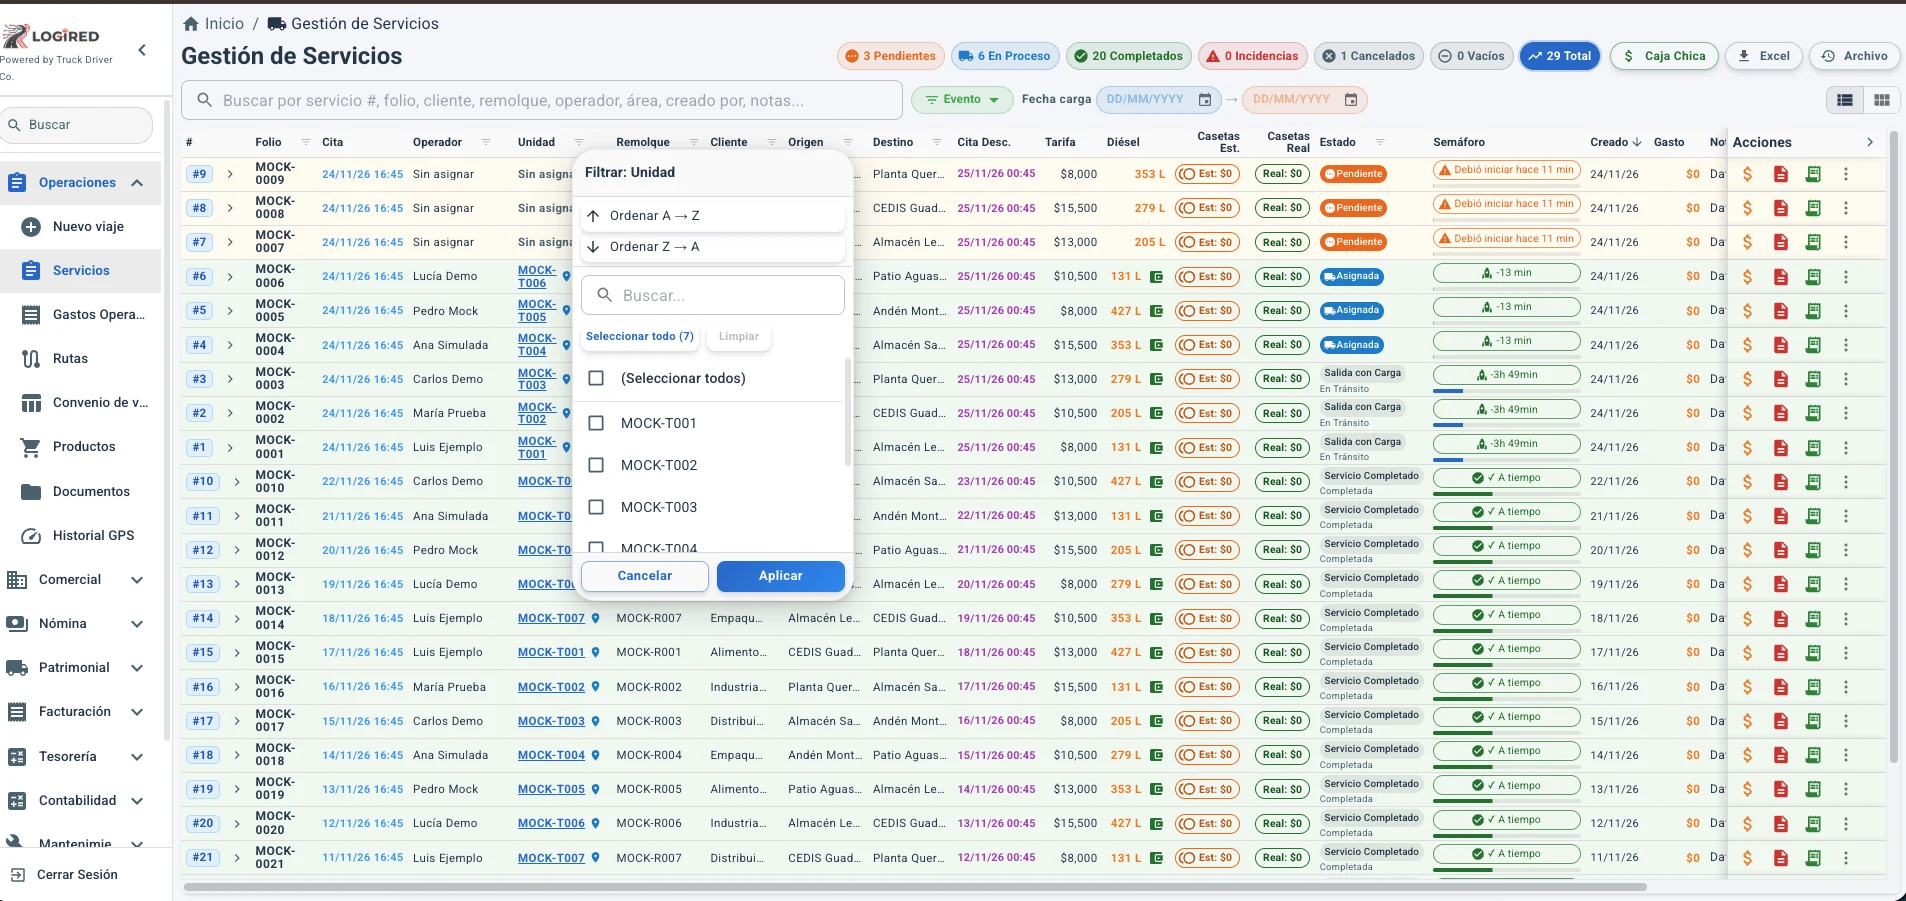 LOGIRED
Powered by Truck Driver Co.
Buscar
Operaciones
Nuevo viaje
Servicios
Gastos Opera...
Rutas
Convenio de v...
Productos
Documentos
Historial GPS
Comercial
Nómina
Patrimonial
Facturación
Tesorería
Contabilidad
Mantenimie
Cerrar Sesión
Inicio / Gestión de Servicios
Gestión de Servicios
3 Pendientes
6 En Proceso
20 Completados
0 Incidencias
1 Cancelados
0 Vacíos
29 Total
$ Caja Chica
Excel
Archivo
Buscar por servicio #, folio, cliente, remolque, operador, área, creado por, notas...
Evento
Fecha carga
DD/MM/YYYY → DD/MM/YYYY
# Folio Cita Operador Unidad Remolque Cliente Origen Destino Cita Desc. Tarifa Diésel Casetas Est. Casetas Real Estado Semáforo Creado Gasto Not Acciones
#9 MOCK-0009 24/11/26 16:45 Sin asignar Sin asigna Planta Quer... 25/11/26 00:45 $8,000 353 L Est: $0 Real: $0 Pendiente Debió iniciar hace 11 min 24/11/26 $0 Da
#8 MOCK-0008 24/11/26 16:45 Sin asignar Sin asigna CEDIS Guad... 25/11/26 00:45 $15,500 279 L Est: $0 Real: $0 Pendiente Debió iniciar hace 11 min 24/11/26 $0 Da
#7 MOCK-0007 24/11/26 16:45 Sin asignar Sin asigna Almacén Le... 25/11/26 00:45 $13,000 205 L Est: $0 Real: $0 Pendiente Debió iniciar hace 11 min 24/11/26 $0 Da
#6 MOCK-0006 24/11/26 16:45 Lucía Demo MOCK-T006 Patio Aguas... 25/11/26 00:45 $10,500 131 L Est: $0 Real: $0 Asignada -13 min 24/11/26 $0 Da
#5 MOCK-0005 24/11/26 16:45 Pedro Mock MOCK-T005 Andén Mont... 25/11/26 00:45 $8,000 427 L Est: $0 Real: $0 Asignada -13 min 24/11/26 $0 Da
#4 MOCK-0004 24/11/26 16:45 Ana Simulada MOCK-T004 Almacén Sa... 25/11/26 00:45 $15,500 353 L Est: $0 Real: $0 Asignada -13 min 24/11/26 $0 Da
#3 MOCK-0003 24/11/26 16:45 Carlos Demo MOCK-T003 Planta Quer... 25/11/26 00:45 $13,000 279 L Est: $0 Real: $0 Salida con Carga En Tránsito -3h 49min 24/11/26 $0 Da
#2 MOCK-0002 24/11/26 16:45 María Prueba MOCK-T002 CEDIS Guad... 25/11/26 00:45 $10,500 205 L Est: $0 Real: $0 Salida con Carga En Tránsito -3h 49min 24/11/26 $0 Da
#1 MOCK-0001 24/11/26 16:45 Luis Ejemplo MOCK-T001 Almacén Le... 25/11/26 00:45 $8,000 131 L Est: $0 Real: $0 Salida con Carga En Tránsito -3h 49min 24/11/26 $0 Da
#10 MOCK-0010 22/11/26 16:45 Carlos Demo MOCK-T0 Almacén Sa... 23/11/26 00:45 $10,500 427 L Est: $0 Real: $0 Servicio Completado Completada ✓ A tiempo 22/11/26 $0 Da
#11 MOCK-0011 21/11/26 16:45 Ana Simulada MOCK-T0 Andén Mont... 22/11/26 00:45 $13,000 131 L Est: $0 Real: $0 Servicio Completado Completada ✓ A tiempo 21/11/26 $0 Da
#12 MOCK-0012 20/11/26 16:45 Pedro Mock MOCK-T0 Patio Aguas... 21/11/26 00:45 $15,500 205 L Est: $0 Real: $0 Servicio Completado Completada ✓ A tiempo 20/11/26 $0 Da
#13 MOCK-0013 19/11/26 16:45 Lucía Demo MOCK-T0 CEDIS Guad... 20/11/26 00:45 $8,000 279 L Est: $0 Real: $0 Servicio Completado Completada ✓ A tiempo 19/11/26 $0 Da
#14 MOCK-0014 18/11/26 16:45 Luis Ejemplo MOCK-T007 MOCK-R007 Empaqu... Almacén Le... CEDIS Guad... 19/11/26 00:45 $10,500 353 L Est: $0 Real: $0 Servicio Completado Completada ✓ A tiempo 18/11/26 $0 Da
#15 MOCK-0015 17/11/26 16:45 Luis Ejemplo MOCK-T001 MOCK-R001 Alimento... CEDIS Guad... Planta Quer... 18/11/26 00:45 $13,000 427 L Est: $0 Real: $0 Servicio Completado Completada ✓ A tiempo 17/11/26 $0 Da
#16 MOCK-0016 16/11/26 16:45 María Prueba MOCK-T002 MOCK-R002 Industria... Planta Quer... Almacén Sa... 17/11/26 00:45 $15,500 131 L Est: $0 Real: $0 Servicio Completado Completada ✓ A tiempo 16/11/26 $0 Da
#17 MOCK-0017 15/11/26 16:45 Carlos Demo MOCK-T003 MOCK-R003 Distribui... Almacén Sa... Andén Mont... 16/11/26 00:45 $8,000 205 L Est: $0 Real: $0 Servicio Completado Completada ✓ A tiempo 15/11/26 $0 Da
#18 MOCK-0018 14/11/26 16:45 Ana Simulada MOCK-T004 MOCK-R004 Empaqu... Andén Mont... Patio Aguas... 15/11/26 00:45 $10,500 279 L Est: $0 Real: $0 Servicio Completado Completada ✓ A tiempo 14/11/26 $0 Da
#19 MOCK-0019 13/11/26 16:45 Pedro Mock MOCK-T005 MOCK-R005 Alimento... Patio Aguas... Almacén Le... 14/11/26 00:45 $13,000 353 L Est: $0 Real: $0 Servicio Completado Completada ✓ A tiempo 13/11/26 $0 Da
#20 MOCK-0020 12/11/26 16:45 Lucía Demo MOCK-T006 MOCK-R006 Industria... Almacén Le... CEDIS Guad... 13/11/26 00:45 $15,500 427 L Est: $0 Real: $0 Servicio Completado Completada ✓ A tiempo 12/11/26 $0 Da
#21 MOCK-0021 11/11/26 16:45 Luis Ejemplo MOCK-T007 MOCK-R007 Distribui... CEDIS Guad... Planta Quer... 12/11/26 00:45 $8,000 131 L Est: $0 Real: $0 Servicio Completado Completada ✓ A tiempo 11/11/26 $0 Da
Filtrar: Unidad
Ordenar A → Z
Ordenar Z → A
Buscar...
Seleccionar todo (7)
Limpiar
(Seleccionar todos)
MOCK-T001
MOCK-T002
MOCK-T003
MOCK-T004
Cancelar
Aplicar